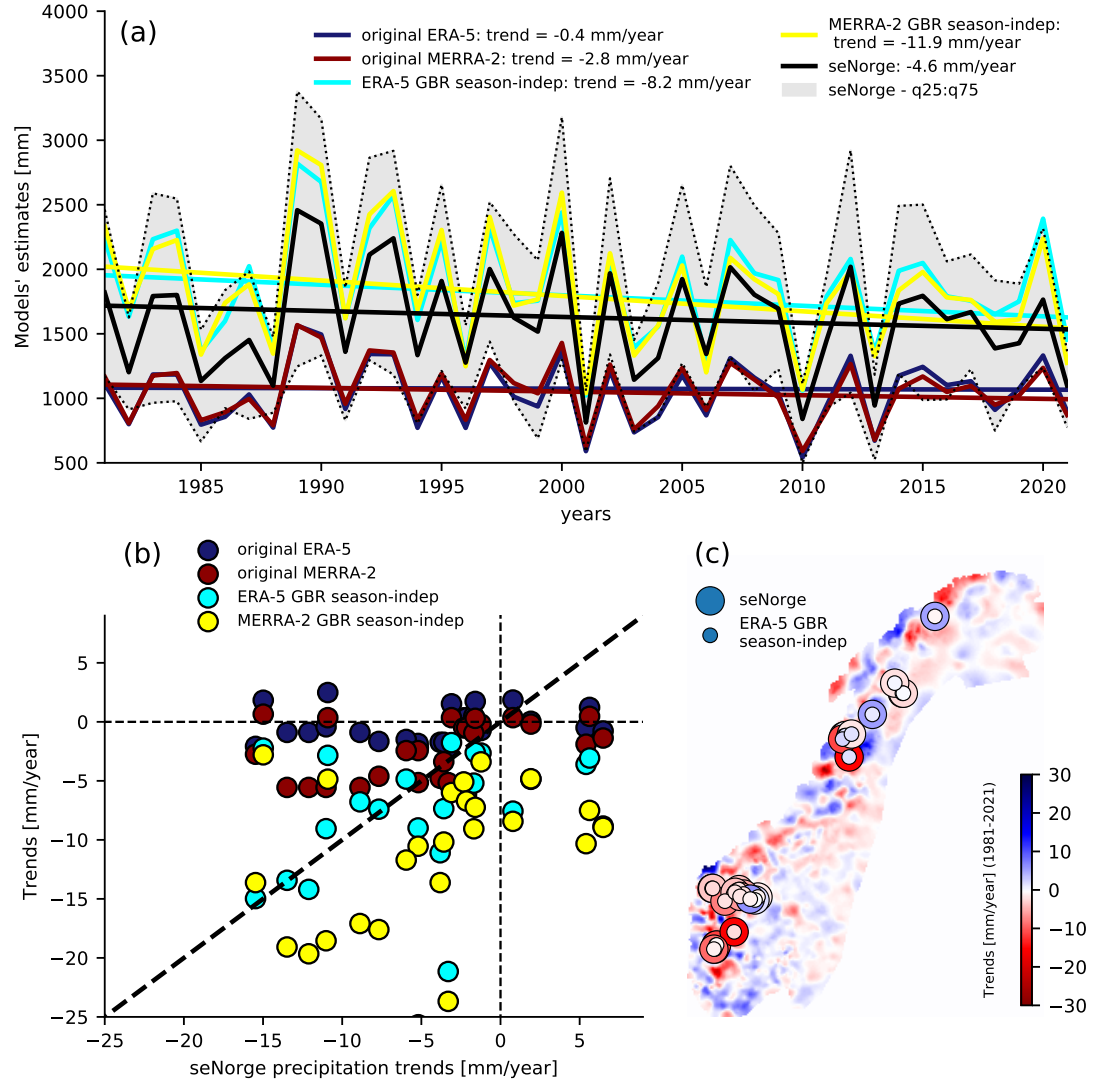 (a)
original ERA-5: trend = -0.4 mm/year
original MERRA-2: trend = -2.8 mm/year
ERA-5 GBR season-indep: trend = -8.2 mm/year
MERRA-2 GBR season-indep:
trend = -11.9 mm/year
seNorge: -4.6 mm/year
seNorge - q25:q75
Models' estimates [mm]
4000
3500
3000
2500
2000
1500
1000
500
1985
1990
1995
2000
2005
2010
2015
2020
years
(b)
original ERA-5
original MERRA-2
ERA-5 GBR season-indep
MERRA-2 GBR season-indep
Trends [mm/year]
5
0
−5
−10
−15
−20
−25
−25
−20
−15
−10
−5
0
5
seNorge precipitation trends [mm/year]
(c)
seNorge
ERA-5 GBR
season-indep
Trends [mm/year] (1981-2021)
30
20
10
0
−10
−20
−30